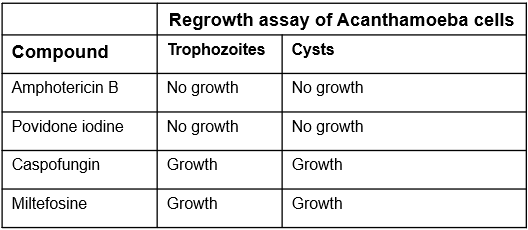 Regrowth assay of Acanthamoeba cells
Compound Trophozoites Cysts
Amphotericin B No growth No growth
Povidone iodine No growth No growth
Caspofungin Growth Growth
Miltefosine Growth Growth